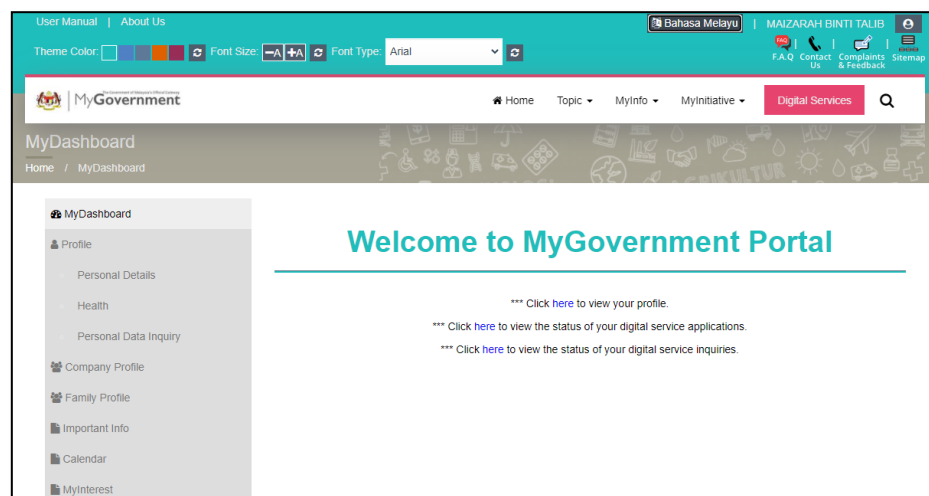 User Manual | About Us
Bahasa Melayu | MAIZARAH BINTI TALIB
Theme Color: Font Size: -A +A Font Type: Arial
FAQ
F.A.Q Contact Us Complaints & Feedback Sitemap
MyGovernment
Home Topic MyInfo MyInitiative Digital Services
MyDashboard
Home / MyDashboard
AGRIKULTUR
MyDashboard
Profile
Personal Details
Health
Personal Data Inquiry
Company Profile
Family Profile
Important Info
Calendar
MyInterest
Welcome to MyGovernment Portal
*** Click here to view your profile.
*** Click here to view the status of your digital service applications.
*** Click here to view the status of your digital service inquiries.